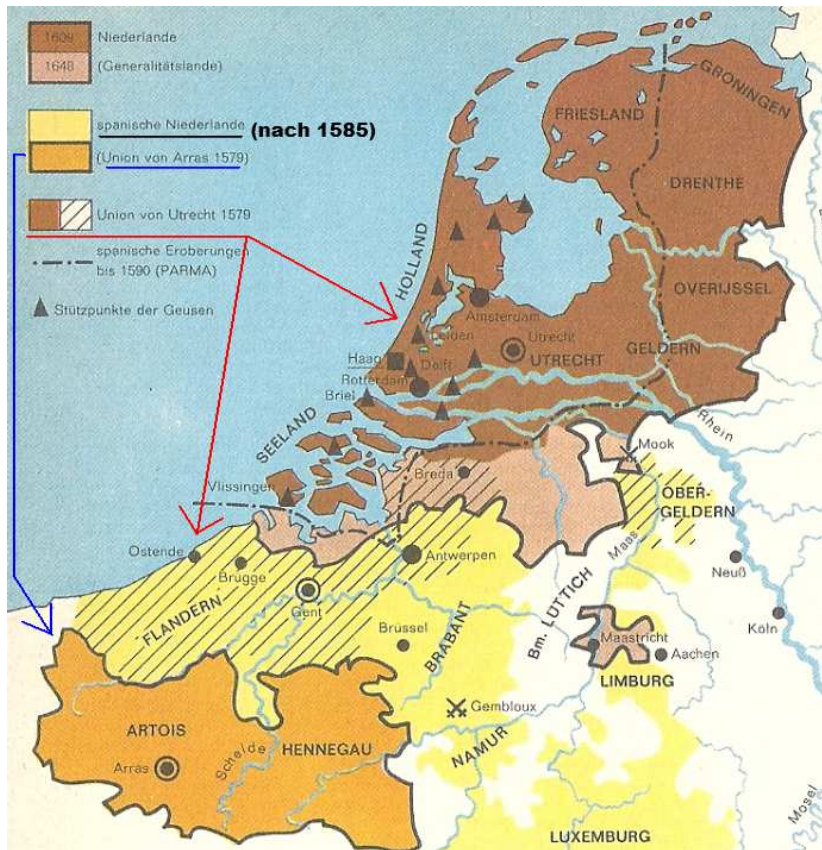 1609 Niederlande
1648 (Generalitätslande)
spanische Niederlande (nach 1585)
(Union von Arras 1579)
Union von Utrecht 1579
spanische Eroberungen
bis 1590 (PARMA)
Stützpunkte der Geusen
GRONINGEN
FRIESLAND
DRENTHE
HOLLAND
OVERIJSSEL
Amsterdam
Leiden
Utrecht
Haag
Delft
UTRECHT
GELDERN
Rotterdam
Briel
Rhein
SEELAND
Mook
Vlissingen
Breda
OBER-
GELDERN
Ostende
Antwerpen
Maas
Brügge
Neuß
Gent
Bm. LÜTTICH
FLANDERN
Köln
Brüssel
BRABANT
Maastricht
Aachen
LIMBURG
Gembloux
ARTOIS
HENNEGAU
NAMUR
Schelde
Arras
Mosel
LUXEMBURG